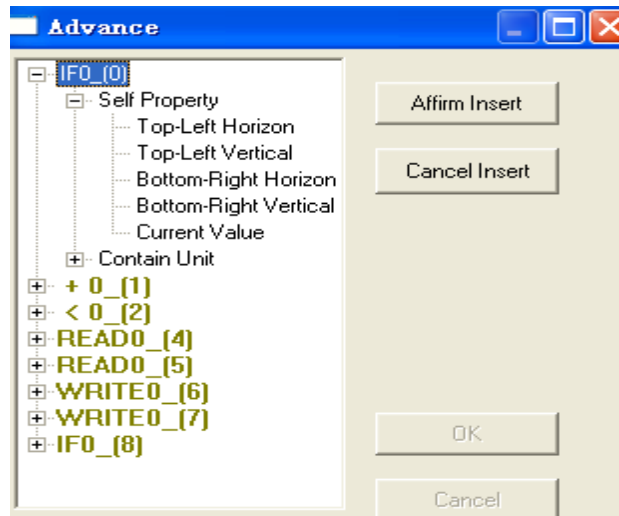 Advance
IF0_(0)
Self Property
Top-Left Horizon
Top-Left Vertical
Bottom-Right Horizon
Bottom-Right Vertical
Current Value
Contain Unit
+ 0_(1)
< 0_(2)
READ0_(4)
READ0_(5)
WRITE0_(6)
WRITE0_(7)
IF0_(8)
Affirm Insert
Cancel Insert
OK
Cancel